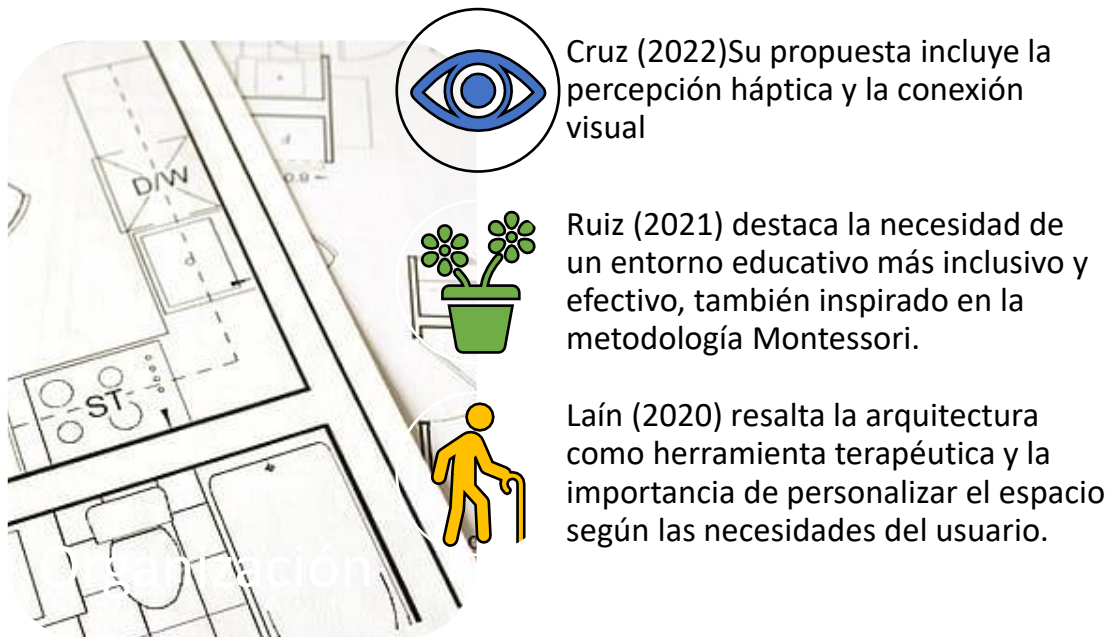 Cruz (2022)Su propuesta incluye la
percepción háptica y la conexión
visual
Ruiz (2021) destaca la necesidad de
un entorno educativo más inclusivo y
efectivo, también inspirado en la
metodología Montessori.
Laín (2020) resalta la arquitectura
como herramienta terapéutica y la
importancia de personalizar el espacio
según las necesidades del usuario.
D/W
ST
Organización